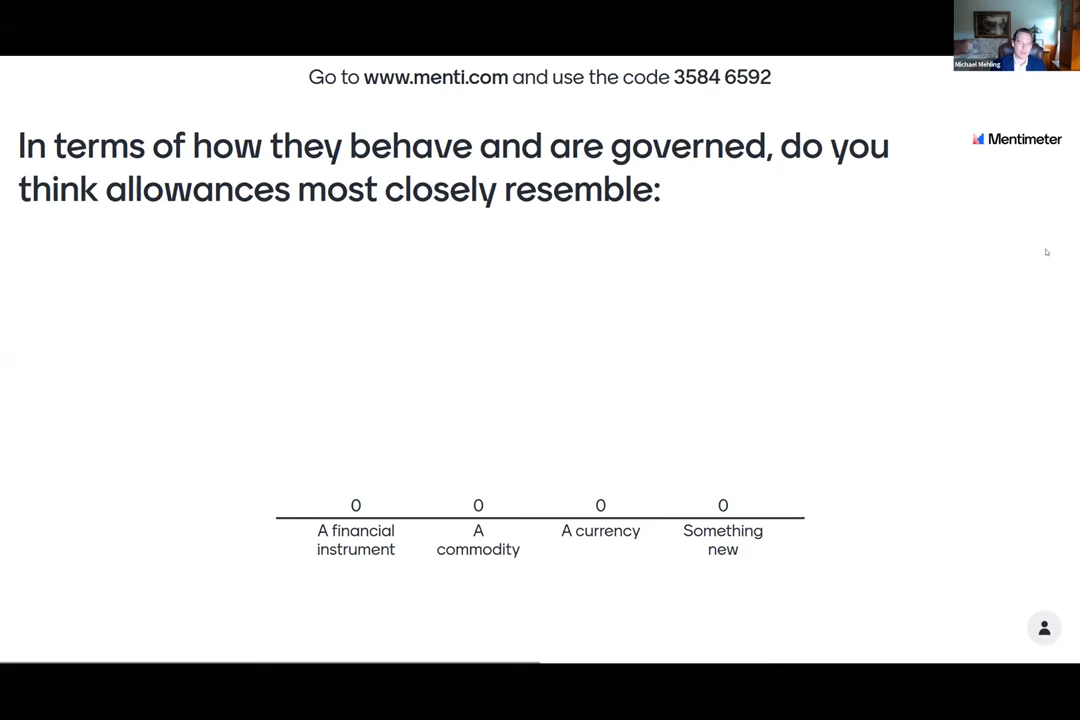 Michael Mehling
Go to www.menti.com and use the code 3584 6592
Mentimeter
In terms of how they behave and are governed, do you
think allowances most closely resemble:
0
0
0
0
A financial
instrument
A
commodity
A currency
Something
new